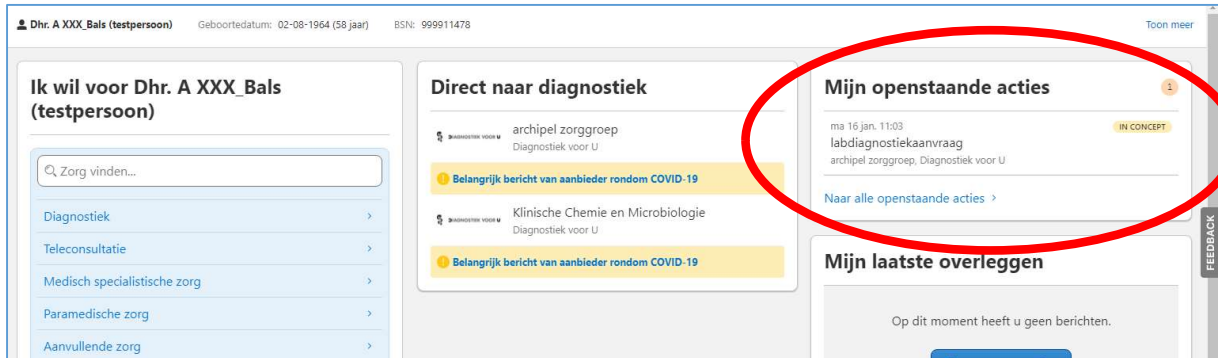 Dhr. A XXX_Bals (testpersoon) Geboortedatum: 02-08-1964 (58 jaar) BSN: 999911478 Toon meer
Ik wil voor Dhr. A XXX_Bals
(testpersoon)
Zorg vinden...
Diagnostiek
Teleconsultatie
Medisch specialistische zorg
Paramedische zorg
Aanvullende zorg
Direct naar diagnostiek
DIAGNOSTIEK VOOR U
archipel zorggroep
Diagnostiek voor U
Belangrijk bericht van aanbieder rondom COVID-19
DIAGNOSTIEK VOOR U
Klinische Chemie en Microbiologie
Diagnostiek voor U
Belangrijk bericht van aanbieder rondom COVID-19
Mijn openstaande acties 1
ma 16 jan. 11:03 IN CONCEPT
labdiagnostiekaanvraag
archipel zorggroep, Diagnostiek voor U
Naar alle openstaande acties
Mijn laatste overleggen
Op dit moment heeft u geen berichten.
FEEDBACK